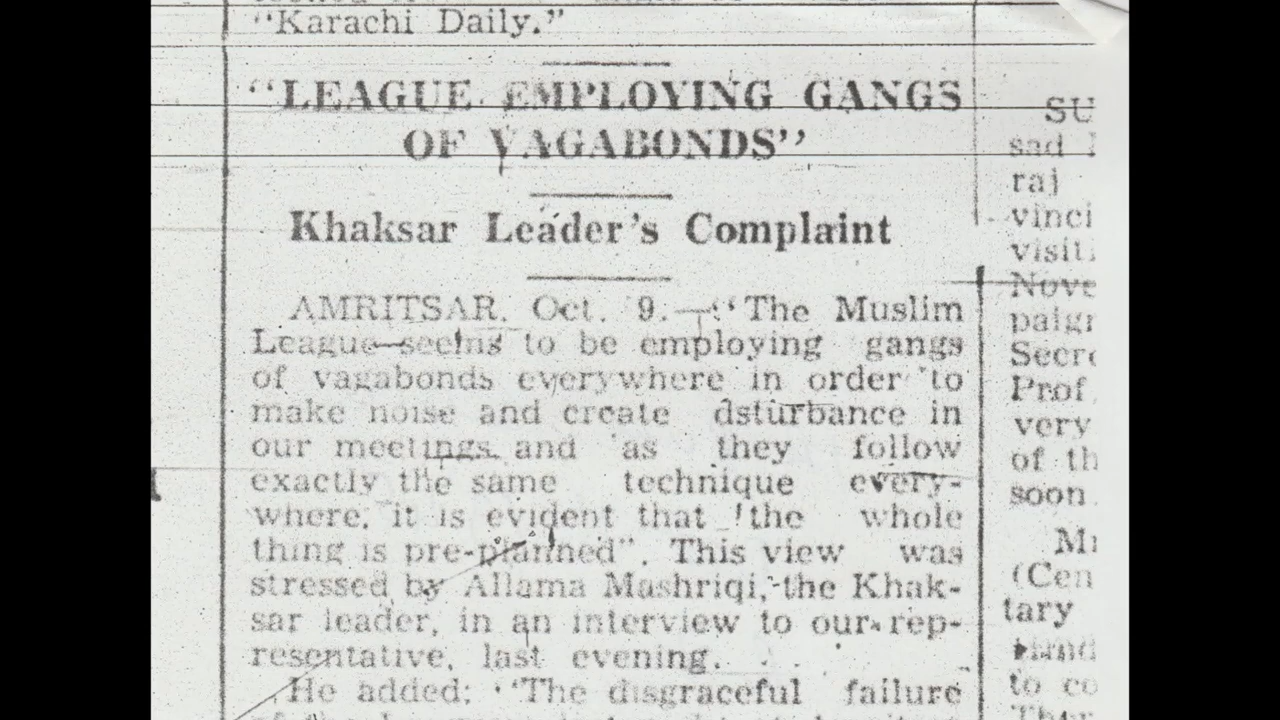 "Karachi Daily."
"LEAGUE EMPLOYING GANGS
OF VAGABONDS"
Khaksar Leader's Complaint
AMRITSAR, Oct. 9.—"The Muslim
League seems to be employing gangs
of vagabonds everywhere in order to
make noise and create dsturbance in
our meetings and as they follow
exactly the same technique every-
where, it is evident that the whole
thing is pre-planned". This view was
stressed by Allama Mashriqi, the Khak-
sar leader, in an interview to our rep-
resentative, last evening.
He added: "The disgraceful failure
SU
sad
raj
vinci
visiti
Nove
paign
Secre
Prof.
very
of th
soon
(Cen
tary
to co